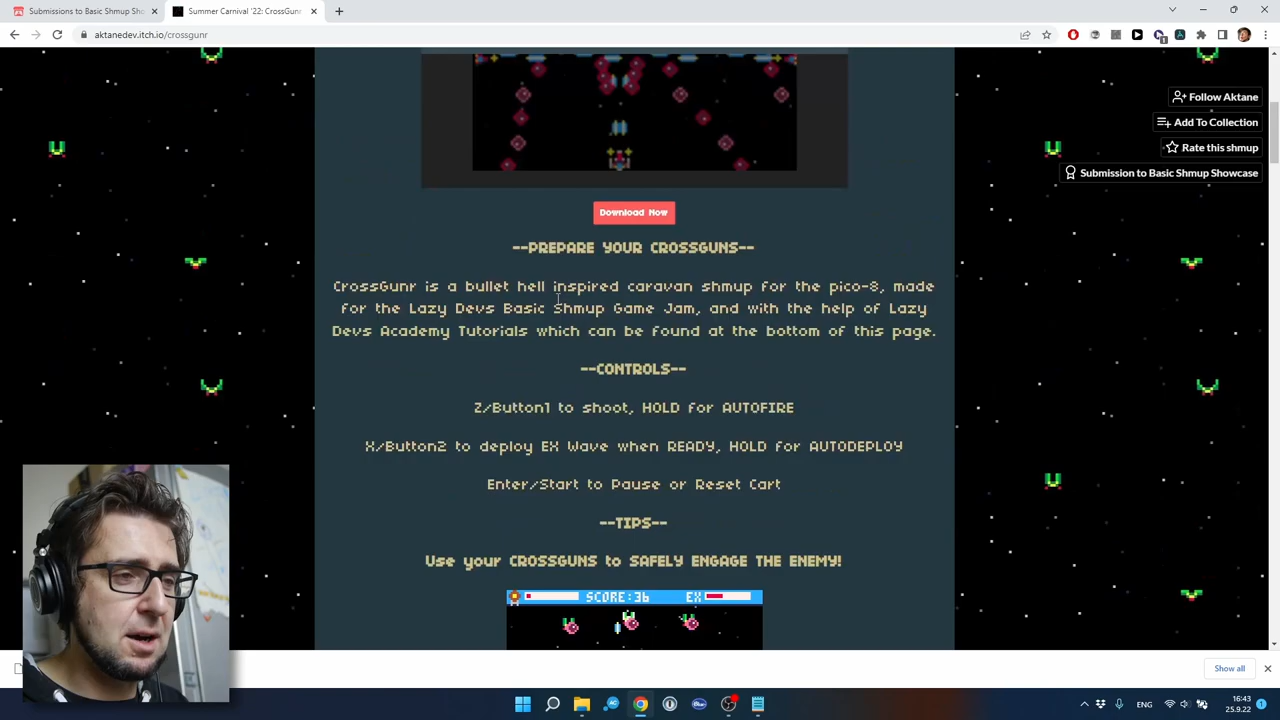 Submissions to Basic Shmup Sho
Summer Carnival '22: CrossGunr
aktanedev.itch.io/crossgunr
Follow Aktane
Add To Collection
Rate this shmup
Submission to Basic Shmup Showcase
Download Now
--PREPARE YOUR CROSSGUNS--
CrossGunr is a bullet hell inspired caravan shmup for the pico-8, made
for the Lazy Devs Basic Shmup Game Jam, and with the help of Lazy
Devs Academy Tutorials which can be found at the bottom of this page.
--CONTROLS--
Z/Button1 to shoot, HOLD for AUTOFIRE
X/Button2 to deploy EX Wave when READY, HOLD for AUTODEPLOY
Enter/Start to Pause or Reset Cart
--TIPS--
Use your CROSSGUNS to SAFELY ENGAGE THE ENEMY!
SCORE:36 EX
Show all
ENG
16:43
25.9.22